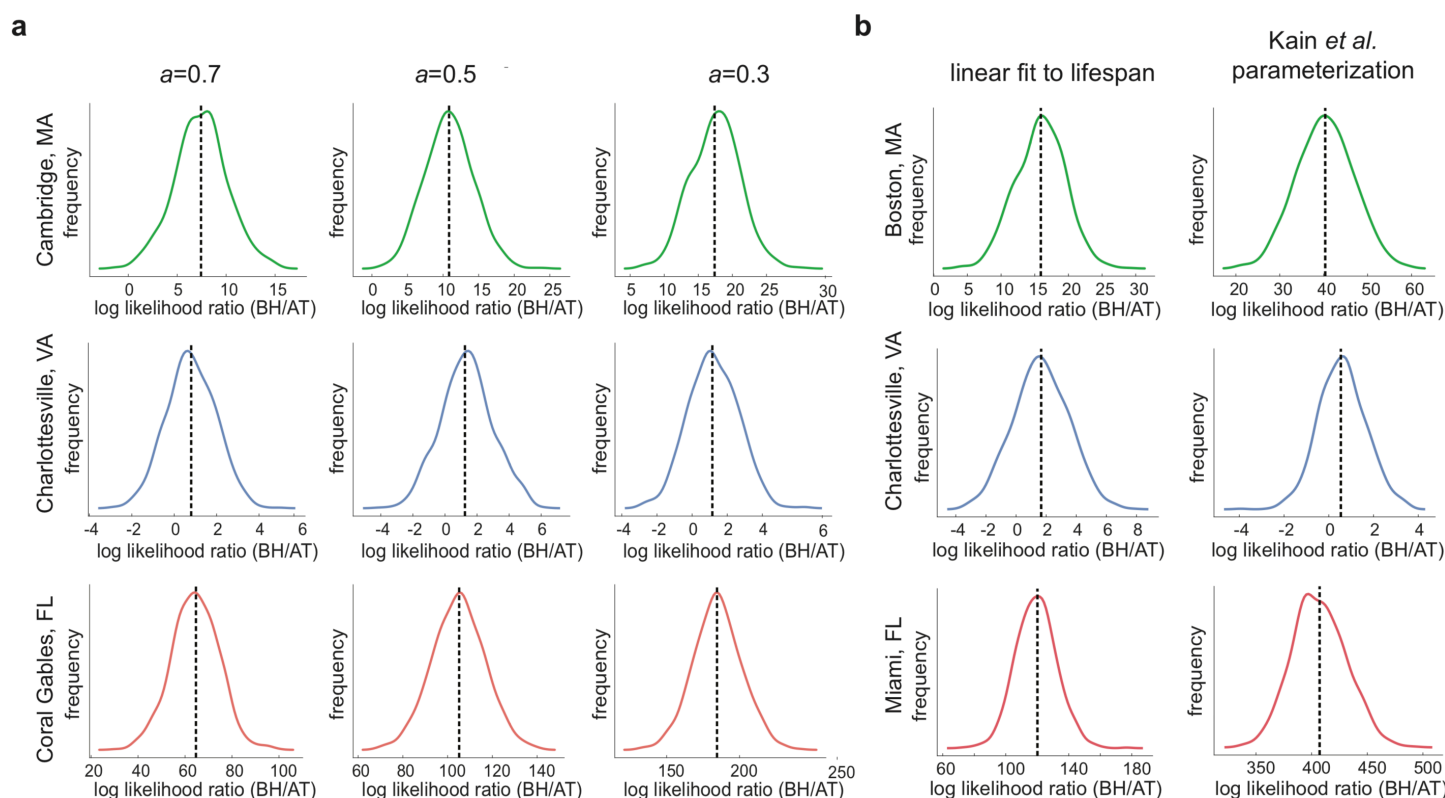 a
b
a=0.7
a=0.5
a=0.3
linear fit to lifespan
Kain et al.
parameterization
Cambridge, MA
frequency
0 5 10 15
log likelihood ratio (BH/AT)
frequency
0 5 10 15 20 25
log likelihood ratio (BH/AT)
frequency
5 10 15 20 25 30
log likelihood ratio (BH/AT)
Boston, MA
frequency
0 5 10 15 20 25 30
log likelihood ratio (BH/AT)
frequency
20 30 40 50 60
log likelihood ratio (BH/AT)
Charlottesville, VA
frequency
-4 -2 0 2 4 6
log likelihood ratio (BH/AT)
frequency
-4 -2 0 2 4 6
log likelihood ratio (BH/AT)
frequency
-4 -2 0 2 4 6
log likelihood ratio (BH/AT)
Charlottesville, VA
frequency
-4 -2 0 2 4 6 8
log likelihood ratio (BH/AT)
frequency
-4 -2 0 2 4
log likelihood ratio (BH/AT)
Coral Gables, FL
frequency
20 40 60 80 100
log likelihood ratio (BH/AT)
frequency
60 80 100 120 140
log likelihood ratio (BH/AT)
frequency
150 200 250
log likelihood ratio (BH/AT)
Miami, FL
frequency
60 100 140 180
log likelihood ratio (BH/AT)
frequency
350 400 450 500
log likelihood ratio (BH/AT)